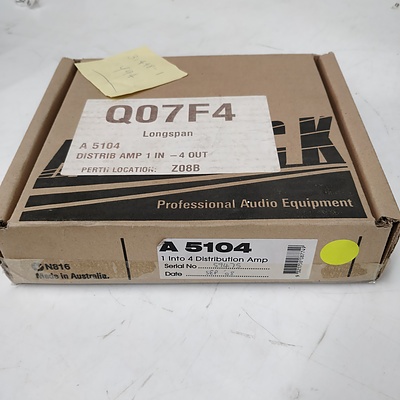 Q07F4
Longspan
A 5104
DISTRIB AMP 1 IN -4 OUT
PERTH LOCATION: Z08B
CK
Professional Audio Equipment
N816
Made in Australia.
A 5104
1 Into 4 Distribution Amp
Serial No
Date